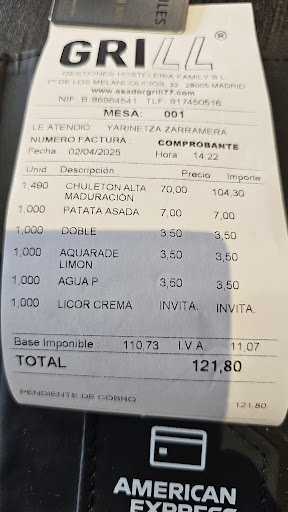 GRILL®
GESTIONES HOSTELERIA FAMILY S.L.
Pº DE LOS MELANCOLICOS, 32 28005 MADRID
www.asadorgrill77.com
NIF. B 86964541 TLF: 917450516
MESA: 001
LE ATENDIÓ YARINETZA ZARRAMERA
NUMERO FACTURA COMPROBANTE
Fecha 02/04/2025 Hora 14:22
Unid Descripción Precio Importe
1,490 CHULETON ALTA MADURACIÓN 70,00 104,30
1,000 PATATA ASADA 7,00 7,00
1,000 DOBLE 3,50 3,50
1,000 AQUARADE LIMON 3,50 3,50
1,000 AGUA P. 3,50 3,50
1,000 LICOR CREMA INVITA. INVITA.
Base Imponible 110,73 I.V.A. 11,07
TOTAL 121,80
PENDIENTE DE COBRO 121,80
AMERICAN
EXPRESS